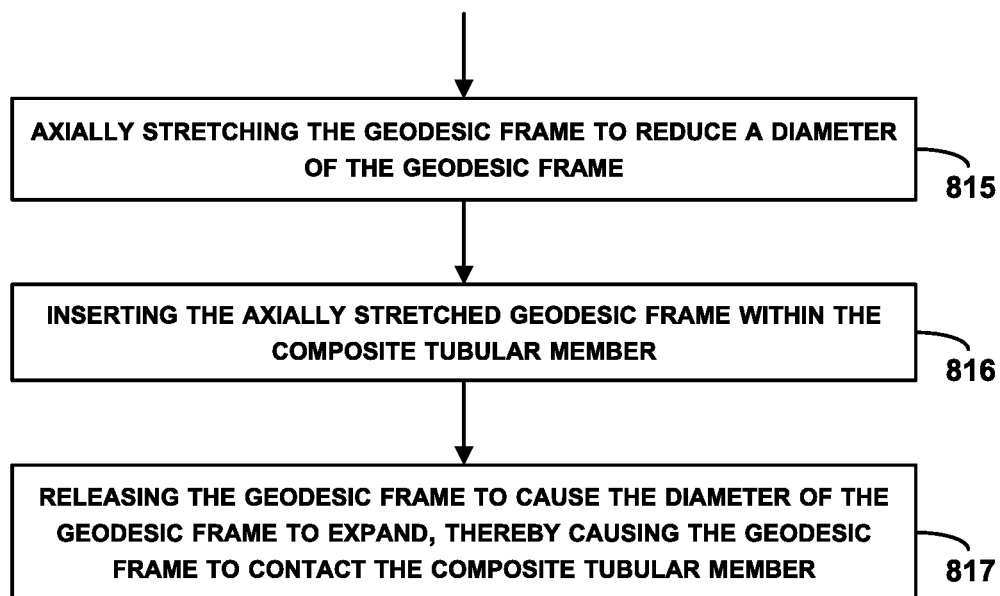 AXIALLY STRETCHING THE GEODESIC FRAME TO REDUCE A DIAMETER
OF THE GEODESIC FRAME
815
INSERTING THE AXIALLY STRETCHED GEODESIC FRAME WITHIN THE
COMPOSITE TUBULAR MEMBER
816
RELEASING THE GEODESIC FRAME TO CAUSE THE DIAMETER OF THE
GEODESIC FRAME TO EXPAND, THEREBY CAUSING THE GEODESIC
FRAME TO CONTACT THE COMPOSITE TUBULAR MEMBER
817